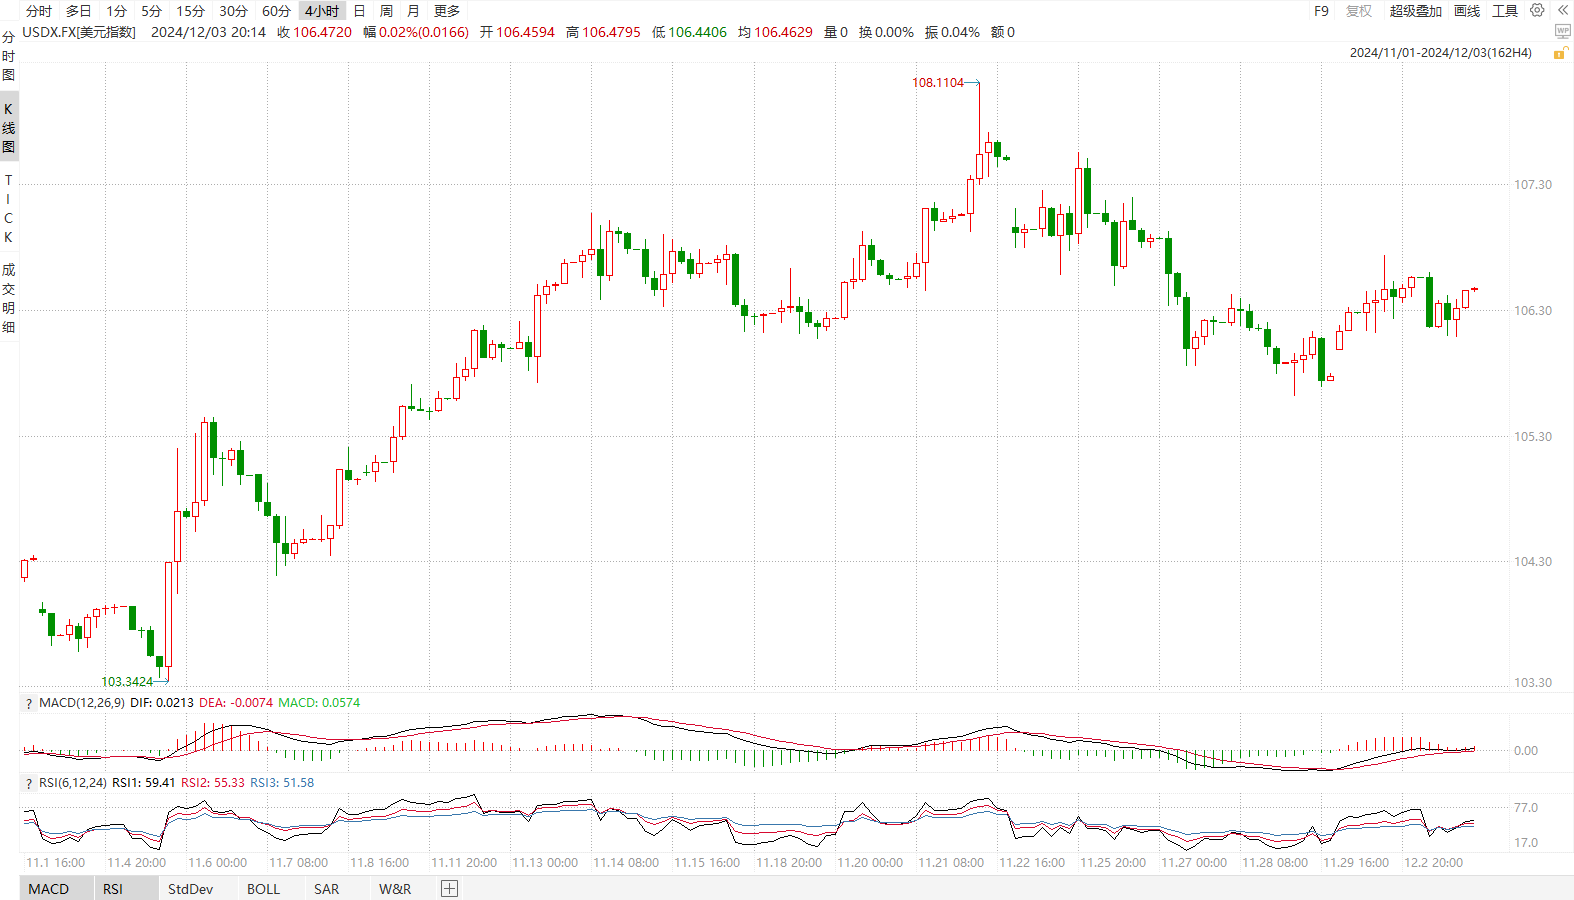 分时 多日 1分 5分 15分 30分 60分 4小时 日 周 月 更多 F9 复权 超级叠加 画线 工具
USDX.FX[美元指数] 2024/12/03 20:14 收 106.4720 幅 0.02%(0.0166) 开 106.4594 高 106.4795 低 106.4406 均 106.4629 量 0 换 0.00% 振 0.04% 额 0
WP
2024/11/01-2024/12/03(162H4)
分时图
K线图
TICK
成交明细
108.1104
107.30
106.30
105.30
104.30
103.3424
103.30
? MACD(12,26,9) DIF: 0.0213 DEA: -0.0074 MACD: 0.0574
0.00
? RSI(6,12,24) RSI1: 59.41 RSI2: 55.33 RSI3: 51.58
77.0
17.0
11.1 16:00 11.4 20:00 11.6 00:00 11.7 08:00 11.8 16:00 11.11 20:00 11.13 00:00 11.14 08:00 11.15 16:00 11.18 20:00 11.20 00:00 11.21 08:00 11.22 16:00 11.25 20:00 11.27 00:00 11.28 08:00 11.29 16:00 12.2 20:00
MACD RSI StdDev BOLL SAR W&R